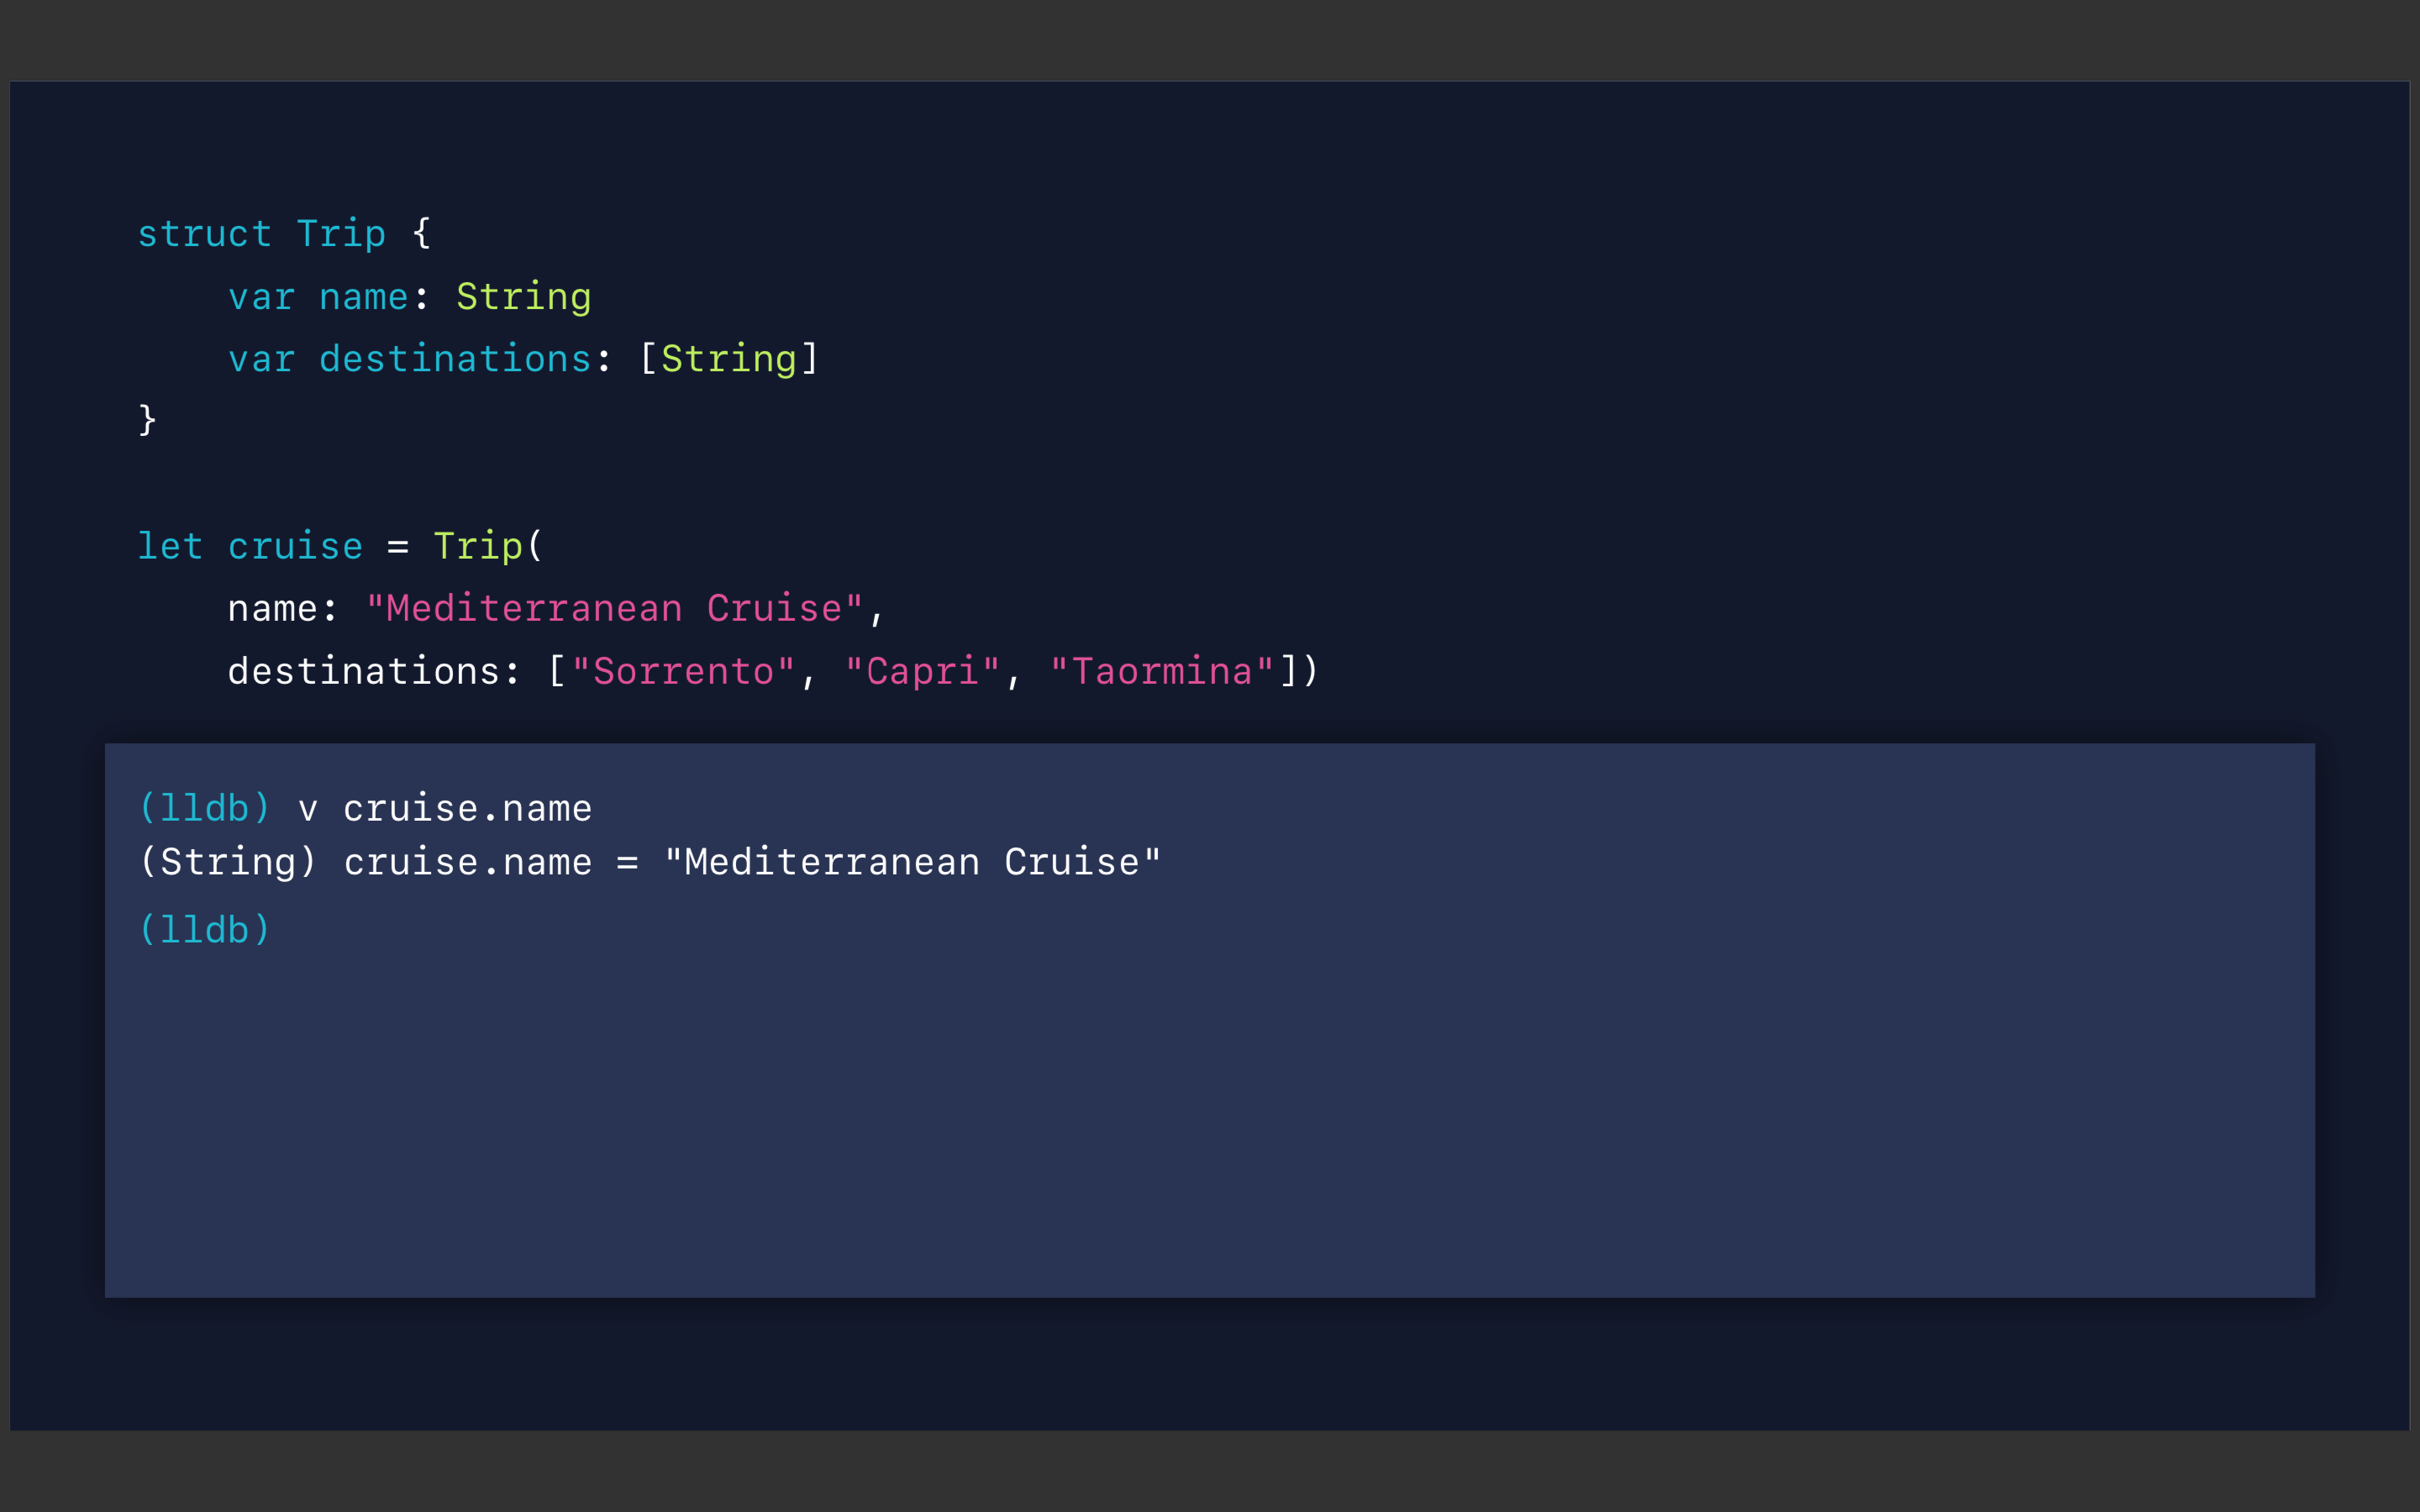 struct Trip {
    var name: String
    var destinations: [String]
}
let cruise = Trip(
    name: "Mediterranean Cruise",
    destinations: ["Sorrento", "Capri", "Taormina"])
(lldb) v cruise.name
(String) cruise.name = "Mediterranean Cruise"
(lldb)